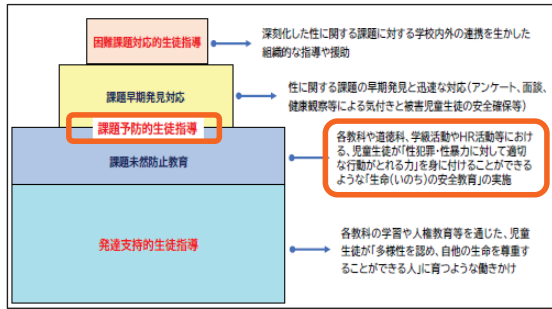 困難課題対応的生徒指導
深刻化した性に関する課題に対する学校内外の連携を生かした
組織的な指導や援助
課題早期発見対応
性に関する課題の早期発見と迅速な対応(アンケート、面談、
健康観察等による気付きと被害児童生徒の安全確保等)
課題予防的生徒指導
課題未然防止教育
各教科や道徳科、学級活動やHR活動等におけ
る、児童生徒が「性犯罪・性暴力に対して適切
な行動がとれる力」を身に付けることができる
ような「生命(いのち)の安全教育」の実施
発達支持的生徒指導
各教科の学習や人権教育等を通じた、児童
生徒が「多様性を認め、自他の生命を尊重す
ることができる人」に育つような働きかけ